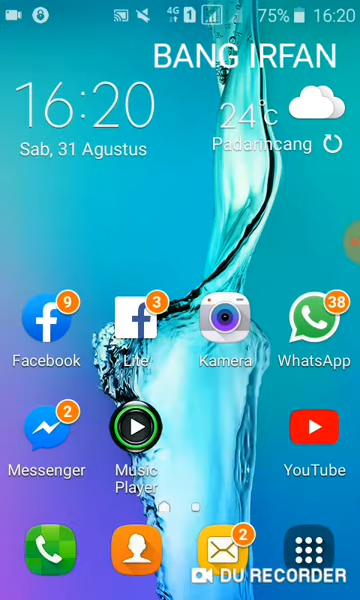 4G 1 75% 16:20
BANG IRFAN
16:20
24°C
Sab, 31 Agustus
Padarincang
9 3 38
Facebook Lite Kamera WhatsApp
2
Messenger Music Player YouTube
2
DU RECORDER